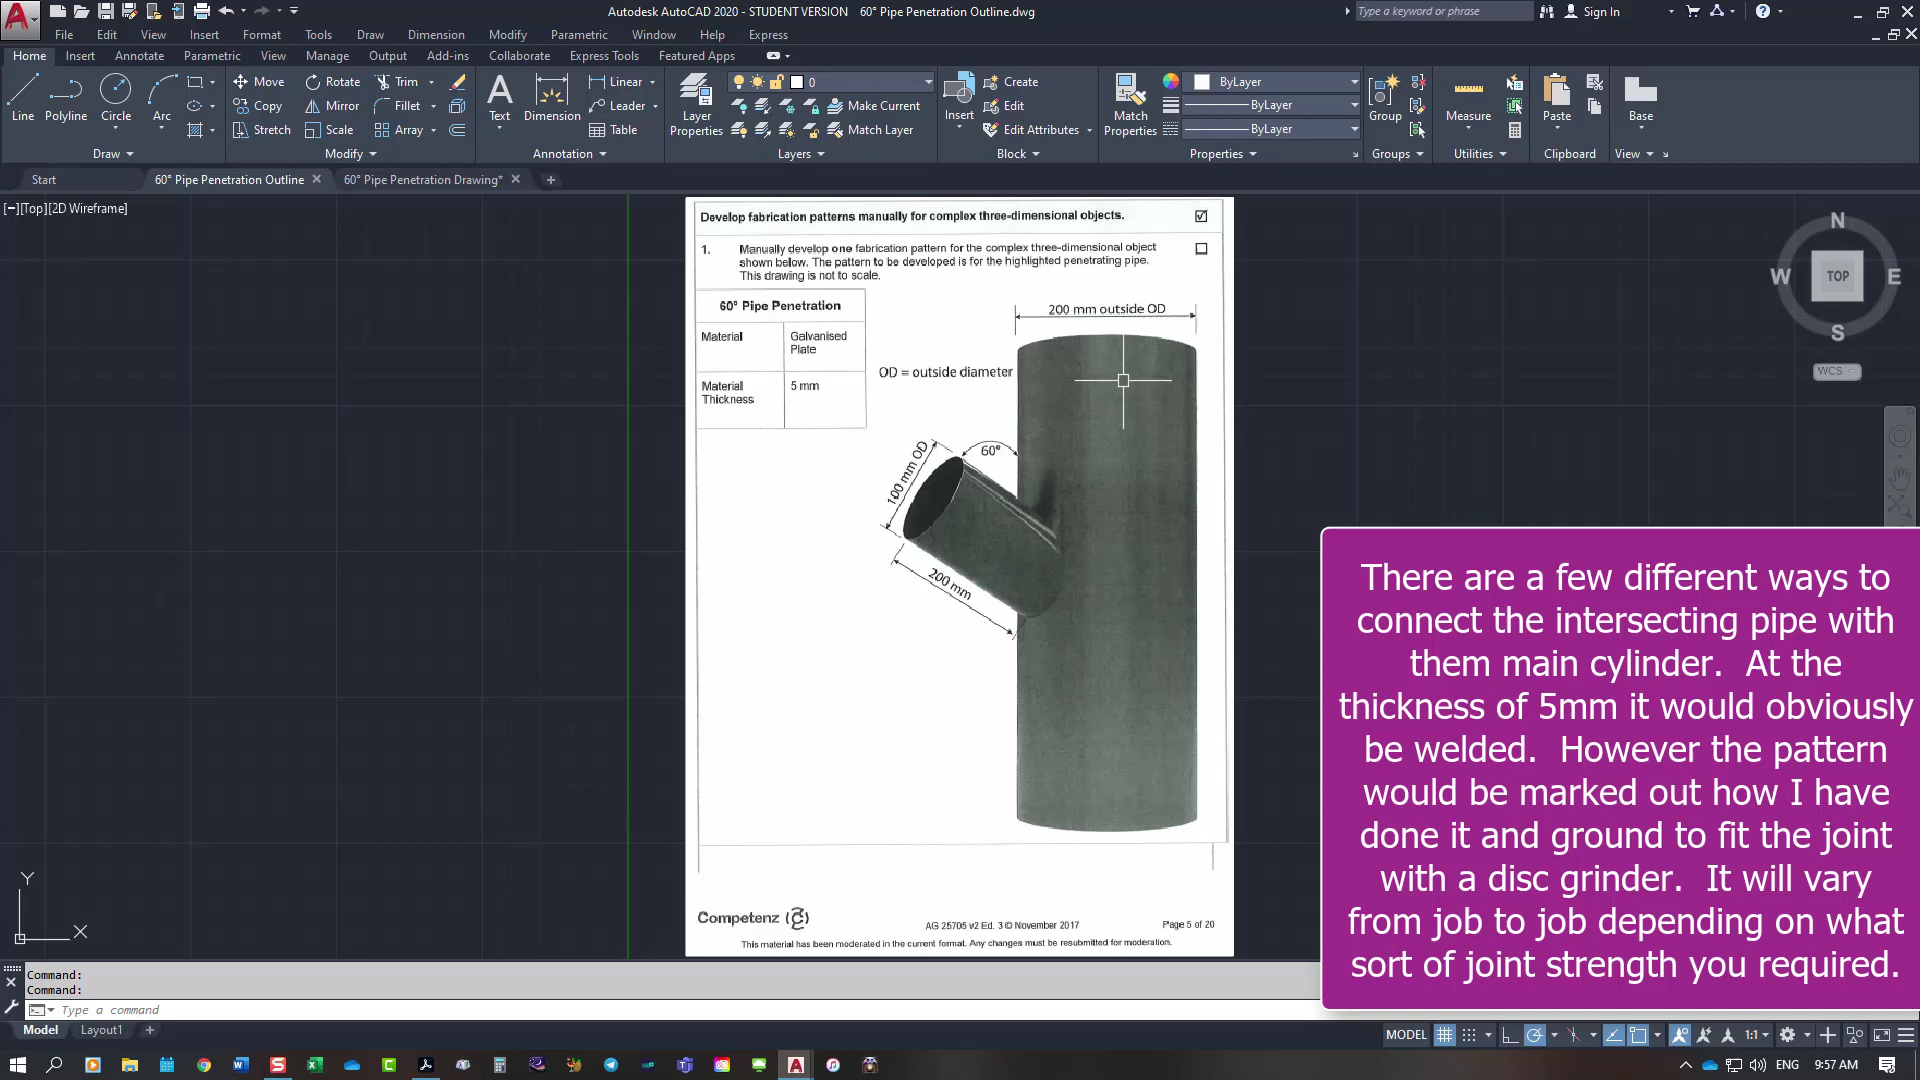 Autodesk AutoCAD 2020 - STUDENT VERSION 60° Pipe Penetration Outline.dwg
Type a keyword or phrase
Sign In
File Edit View Insert Format Tools Draw Dimension Modify Parametric Window Help Express
Home Insert Annotate Parametric View Manage Output Add-ins Collaborate Express Tools Featured Apps
Line Polyline Circle Arc
Move Rotate Trim
Copy Mirror Fillet
Stretch Scale Array
Text Dimension
Linear
Leader
Table
Layer Properties
0
Make Current
Match Layer
Insert
Create
Edit
Edit Attributes
Match Properties
ByLayer
ByLayer
ByLayer
Group
Measure
Paste
Base
Draw Modify Annotation Layers Block Properties Groups Utilities Clipboard View
Start 60° Pipe Penetration Outline 60° Pipe Penetration Drawing*
[−][Top][2D Wireframe]
N
W TOP E
S
WCS
Develop fabrication patterns manually for complex three-dimensional objects.
1. Manually develop one fabrication pattern for the complex three-dimensional object
shown below. The pattern to be developed is for the highlighted penetrating pipe.
This drawing is not to scale.
60° Pipe Penetration
Material Galvanised
Plate
Material 5 mm
Thickness
200 mm outside OD
OD = outside diameter
60°
100 mm OD
200 mm
Competenz
AG 25705 v2 Ed. 3 © November 2017
Page 5 of 20
This material has been moderated in the current format. Any changes must be resubmitted for moderation.
There are a few different ways to
connect the intersecting pipe with
them main cylinder. At the
thickness of 5mm it would obviously
be welded. However the pattern
would be marked out how I have
done it and ground to fit the joint
with a disc grinder. It will vary
from job to job depending on what
sort of joint strength you required.
Y
X
Command:
Command:
Type a command
Model Layout1
MODEL
1:1
ENG
9:57 AM